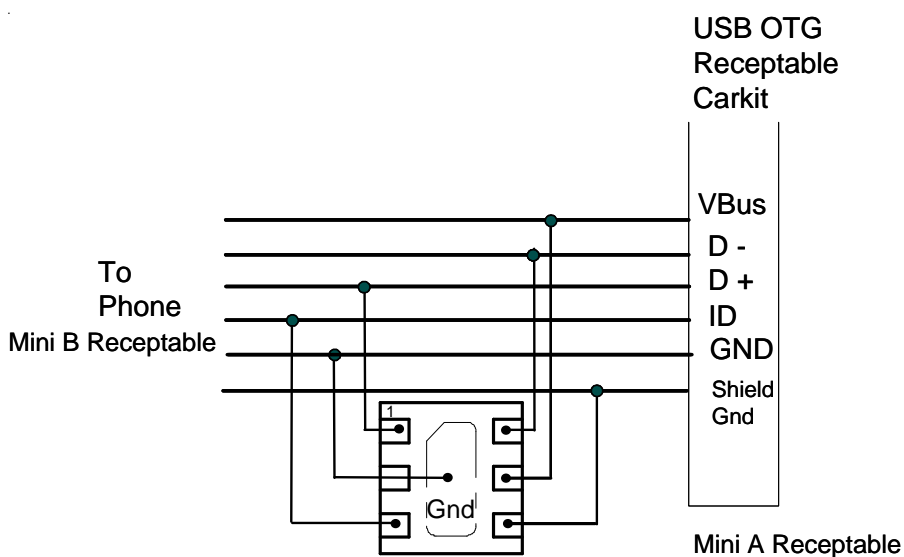 USB OTG
Receptable
Carkit
VBus
D -
D +
ID
GND
Shield
Gnd
To
Phone
Mini B Receptable
1
Gnd
Mini A Receptable